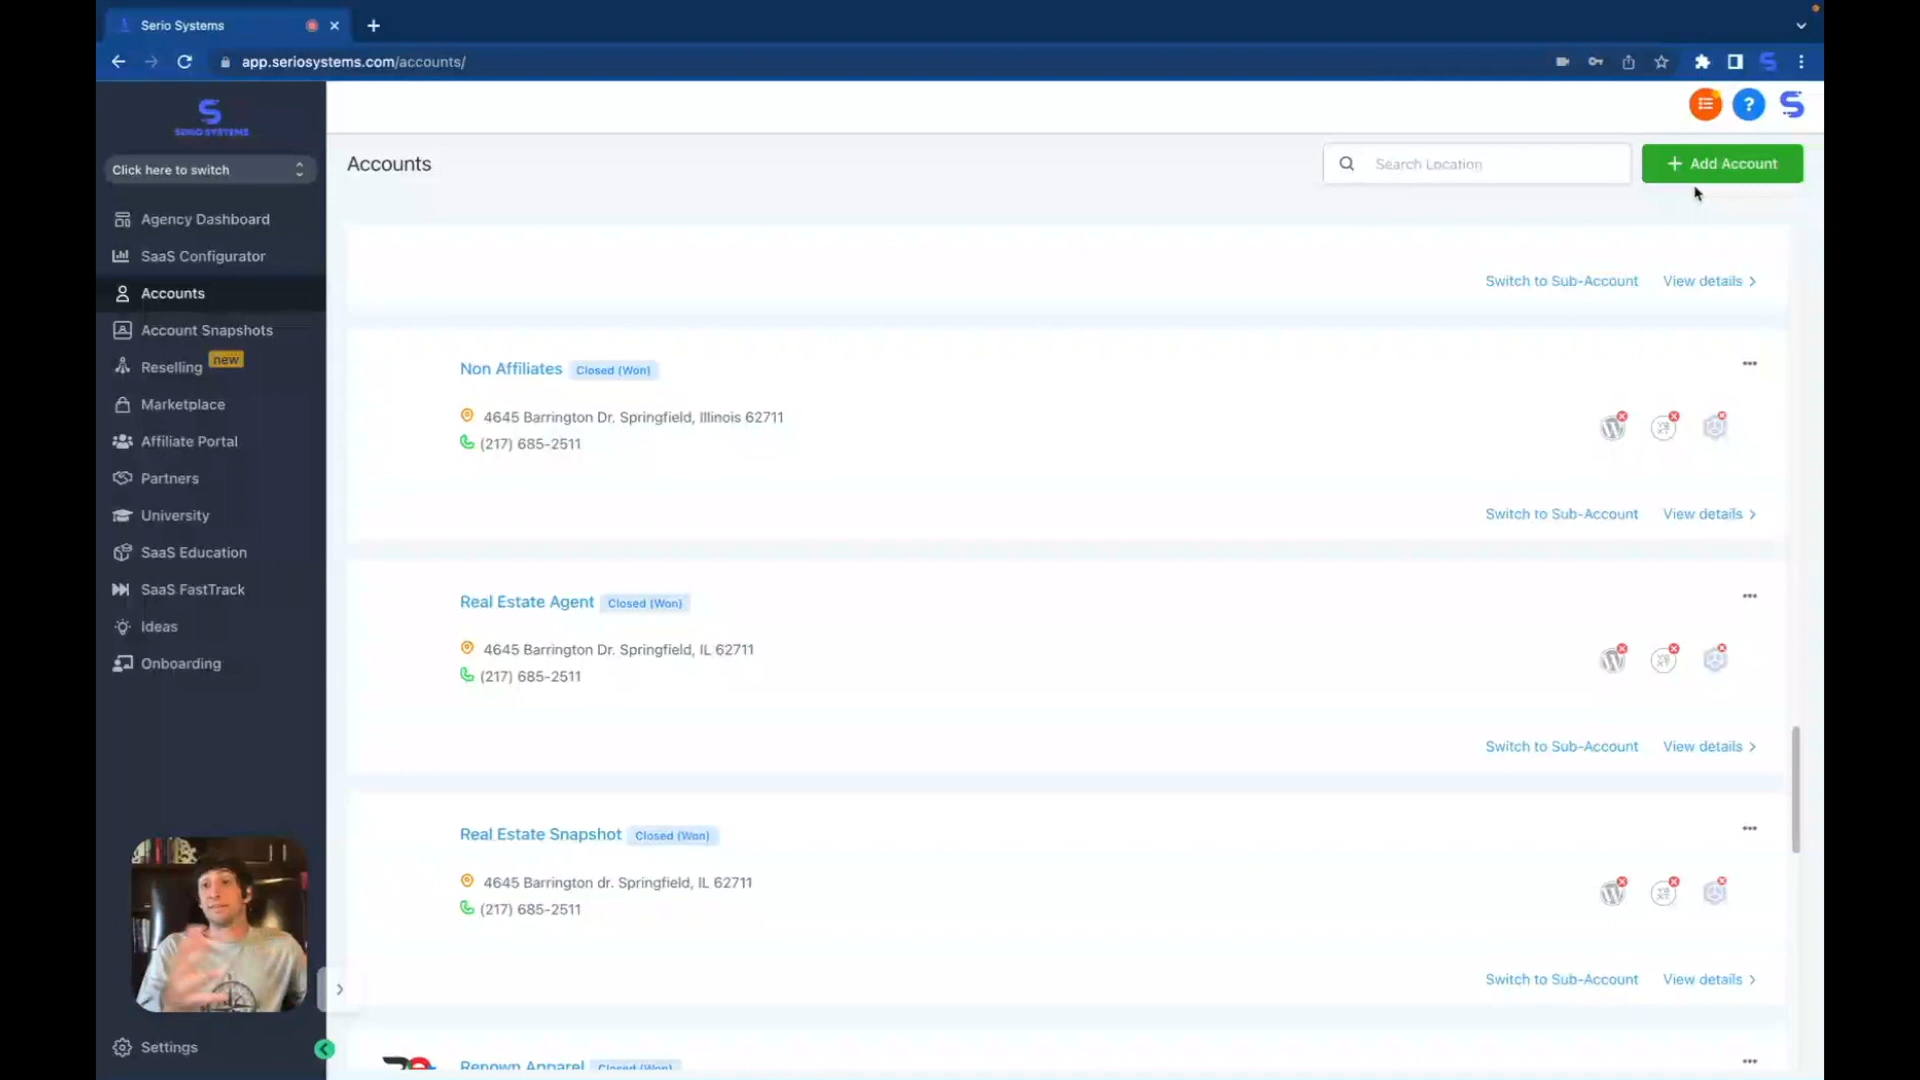 Serio Systems
app.seriosystems.com/accounts/
S
SERIO SYSTEMS
Click here to switch
Agency Dashboard
SaaS Configurator
Accounts
Account Snapshots
Reselling new
Marketplace
Affiliate Portal
Partners
University
SaaS Education
SaaS FastTrack
Ideas
Onboarding
Settings
Accounts
Search Location
+ Add Account
Switch to Sub-Account View details >
Non Affiliates Closed (Won)
4645 Barrington Dr. Springfield, Illinois 62711
(217) 685-2511
Switch to Sub-Account View details >
Real Estate Agent Closed (Won)
4645 Barrington Dr. Springfield, IL 62711
(217) 685-2511
Switch to Sub-Account View details >
Real Estate Snapshot Closed (Won)
4645 Barrington dr. Springfield, IL 62711
(217) 685-2511
Switch to Sub-Account View details >
Renown Apparel Closed (Won)